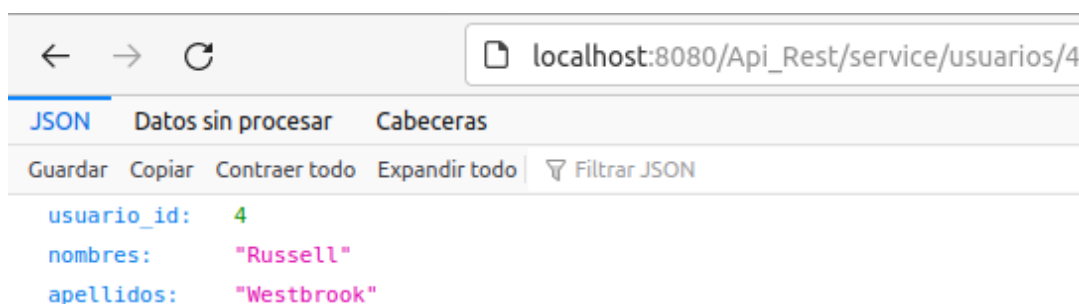 localhost:8080/Api_Rest/service/usuarios/4
JSON Datos sin procesar Cabeceras
Guardar Copiar Contraer todo Expandir todo Filtrar JSON
usuario_id: 4
nombres: "Russell"
apellidos: "Westbrook"